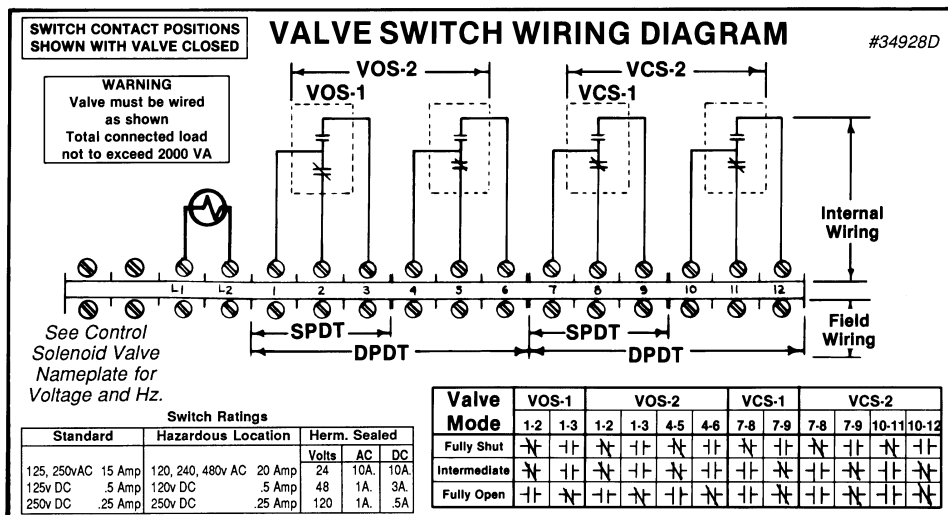 SWITCH CONTACT POSITIONS
SHOWN WITH VALVE CLOSED
VALVE SWITCH WIRING DIAGRAM
#34928D
WARNING
Valve must be wired
as shown
Total connected load
not to exceed 2000 VA
VOS-2
VOS-1
VCS-2
VCS-1
Internal
Wiring
L1 L2 1 2 3 4 5 6 7 8 9 10 11 12
SPDT
DPDT
SPDT
DPDT
Field
Wiring
See Control
Solenoid Valve
Nameplate for
Voltage and Hz.
Switch Ratings
Standard Hazardous Location Herm. Sealed
Volts AC DC
125, 250vAC 15 Amp 120, 240, 480v AC 20 Amp 24 10A. 10A.
125v DC .5 Amp 120v DC .5 Amp 48 1A. 3A.
250v DC .25 Amp 250v DC .25 Amp 120 1A. .5A
Valve Mode VOS-1 VOS-2 VCS-1 VCS-2
1-2 1-3 1-2 1-3 4-5 4-6 7-8 7-9 7-8 7-9 10-11 10-12
Fully Shut
Intermediate
Fully Open